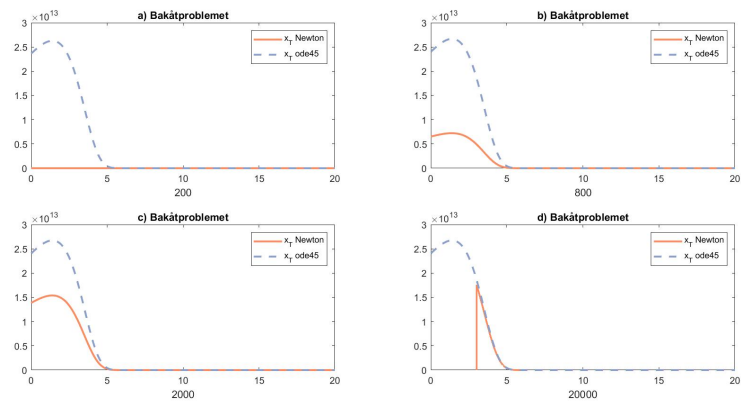 a) Bakåtproblemet
×10^13
3
2.5
2
1.5
1
0.5
0
x_T Newton
x_T ode45
0 5 10 15 20
200
b) Bakåtproblemet
×10^13
3
2.5
2
1.5
1
0.5
0
x_T Newton
x_T ode45
0 5 10 15 20
800
c) Bakåtproblemet
×10^13
3
2.5
2
1.5
1
0.5
0
x_T Newton
x_T ode45
0 5 10 15 20
2000
d) Bakåtproblemet
×10^13
3
2.5
2
1.5
1
0.5
0
x_T Newton
x_T ode45
0 5 10 15 20
20000